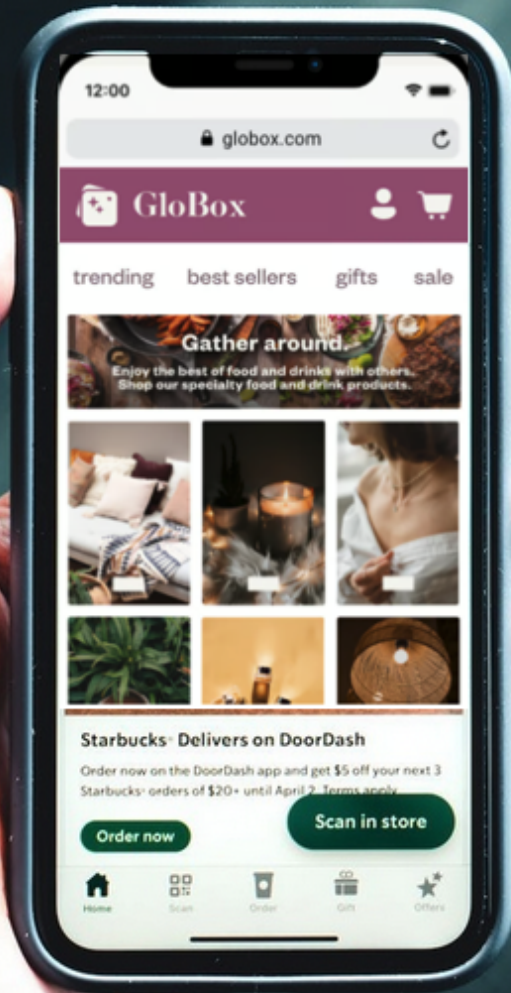 12:00
globox.com
GloBox
trending best sellers gifts sale
Gather around.
Enjoy the best of food and drinks with others.
Shop our specialty food and drink products.
Starbucks® Delivers on DoorDash
Order now on the DoorDash app and get $5 off your next 3
Starbucks® orders of $20+ until April 2. Terms apply
Order now
Scan in store
Home Scan Order Gift Offers